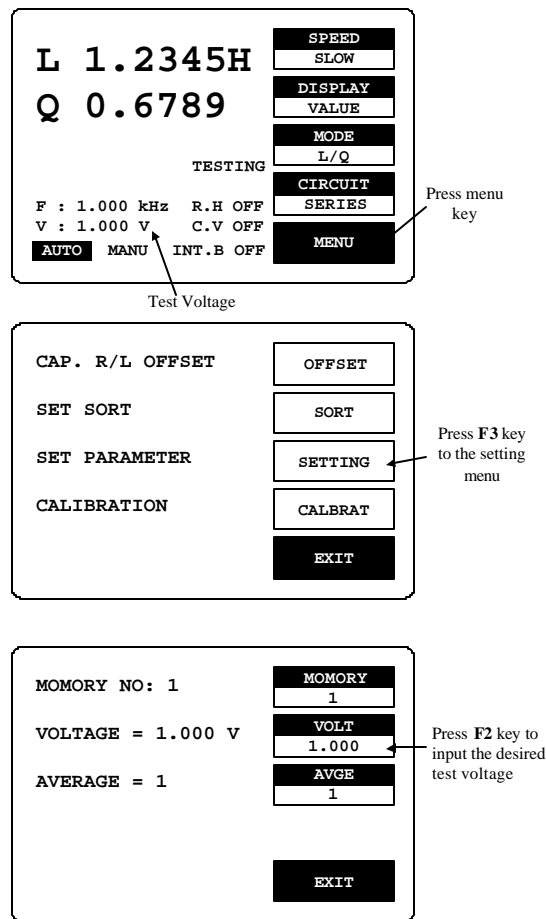 L 1.2345H
Q 0.6789
TESTING
F : 1.000 kHz R.H OFF
V : 1.000 V C.V OFF
AUTO MANU INT.B OFF
SPEED
SLOW
DISPLAY
VALUE
MODE
L/Q
CIRCUIT
SERIES
MENU
Press menu
key
Test Voltage
CAP. R/L OFFSET
OFFSET
SET SORT
SORT
SET PARAMETER
SETTING
CALIBRATION
CALBRAT
EXIT
Press F3 key
to the setting
menu
MOMORY NO: 1
MOMORY
1
VOLTAGE = 1.000 V
VOLT
1.000
AVERAGE = 1
AVGE
1
EXIT
Press F2 key to
input the desired
test voltage